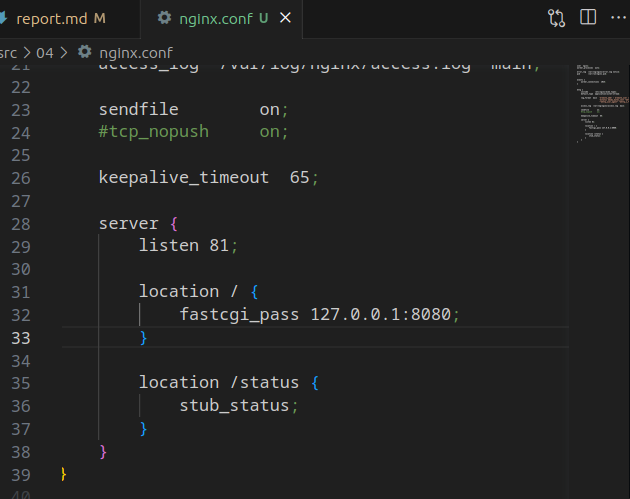 report.md M
nginx.conf U
src > 04 > nginx.conf
21 access_log /var/log/nginx/access.log main;
22
23 sendfile on;
24 #tcp_nopush on;
25
26 keepalive_timeout 65;
27
28 server {
29 listen 81;
30
31 location / {
32 fastcgi_pass 127.0.0.1:8080;
33 }
34
35 location /status {
36 stub_status;
37 }
38 }
39 }
40